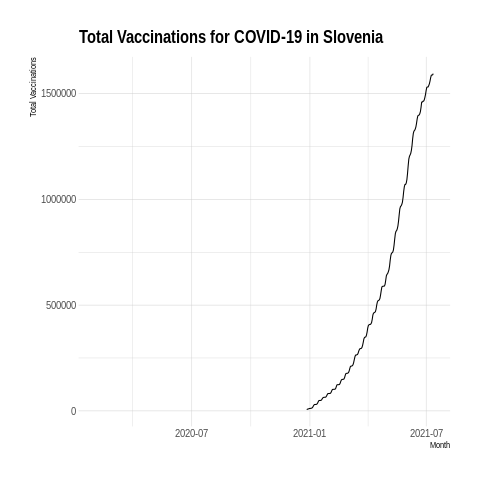 Total Vaccinations for COVID-19 in Slovenia
Total Vaccinations
1500000
1000000
500000
0
2020-07 2021-01 2021-07
Month